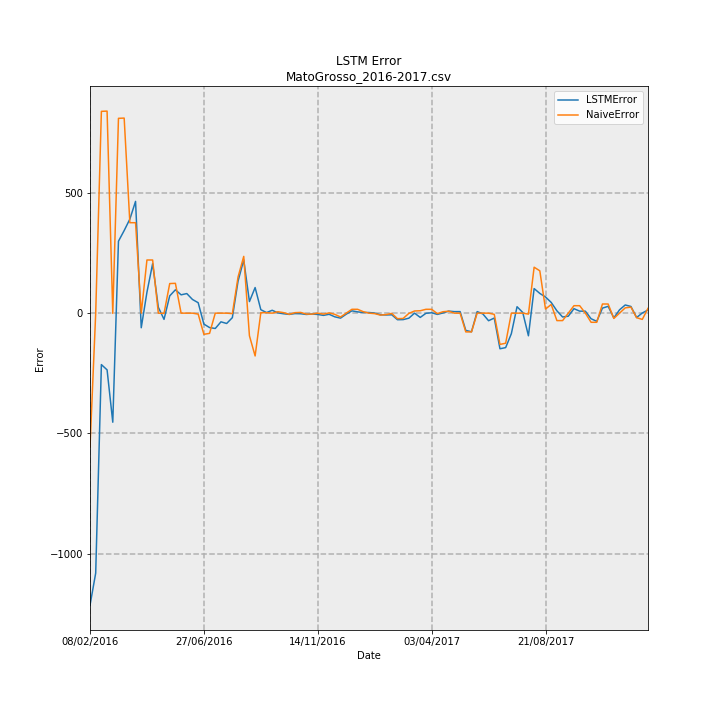 LSTM Error
MatoGrosso_2016-2017.csv
LSTMError
NaiveError
500
0
−500
−1000
Error
08/02/2016
27/06/2016
14/11/2016
03/04/2017
21/08/2017
Date